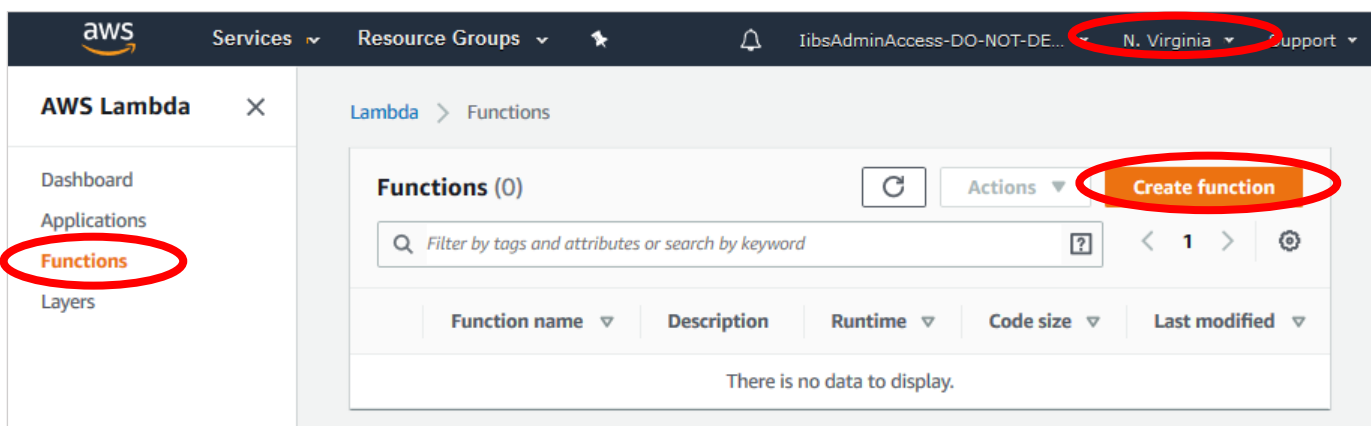 aws Services Resource Groups IibsAdminAccess-DO-NOT-DE... N. Virginia Support
AWS Lambda
Lambda > Functions
Dashboard
Applications
Functions
Layers
Functions (0) Actions Create function
Filter by tags and attributes or search by keyword ? < 1 >
Function name Description Runtime Code size Last modified
There is no data to display.